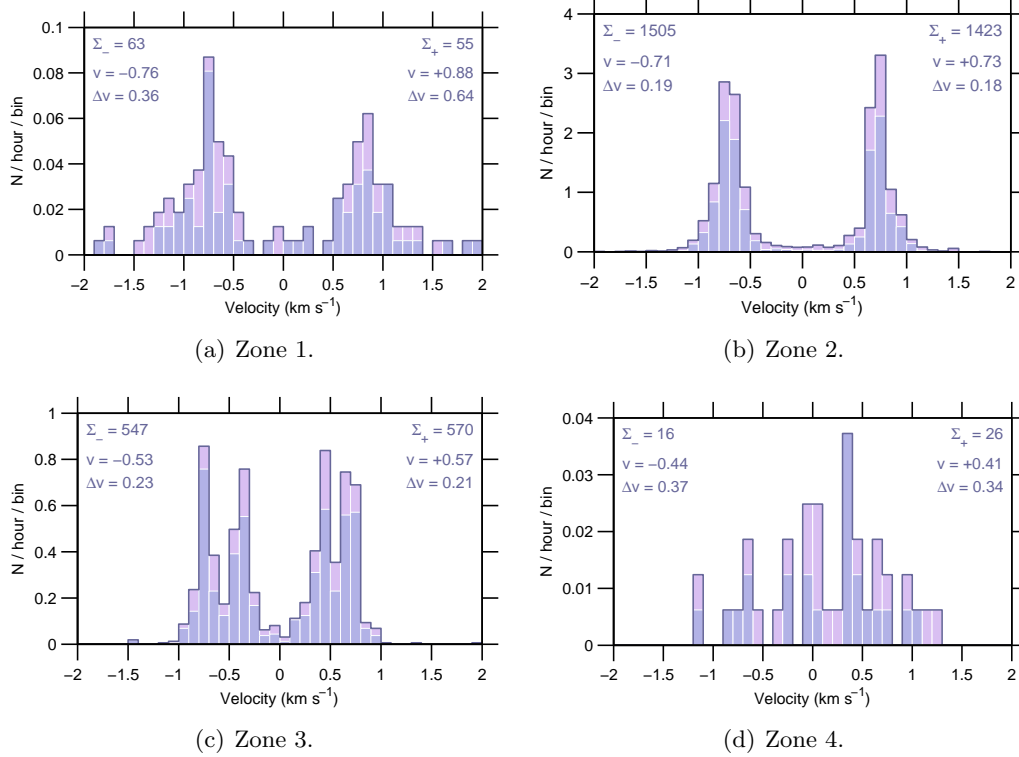 0.1
0.08
0.06
0.04
0.02
0
N / hour / bin
Σ− = 63
v = −0.76
Δv = 0.36
Σ+ = 55
v = +0.88
Δv = 0.64
−2 −1.5 −1 −0.5 0 0.5 1 1.5 2
Velocity (km s−1)
(a) Zone 1.
4
3
2
1
0
N / hour / bin
Σ− = 1505
v = −0.71
Δv = 0.19
Σ+ = 1423
v = +0.73
Δv = 0.18
−2 −1.5 −1 −0.5 0 0.5 1 1.5 2
Velocity (km s−1)
(b) Zone 2.
1
0.8
0.6
0.4
0.2
0
N / hour / bin
Σ− = 547
v = −0.53
Δv = 0.23
Σ+ = 570
v = +0.57
Δv = 0.21
−2 −1.5 −1 −0.5 0 0.5 1 1.5 2
Velocity (km s−1)
(c) Zone 3.
0.04
0.03
0.02
0.01
0
N / hour / bin
Σ− = 16
v = −0.44
Δv = 0.37
Σ+ = 26
v = +0.41
Δv = 0.34
−2 −1.5 −1 −0.5 0 0.5 1 1.5 2
Velocity (km s−1)
(d) Zone 4.